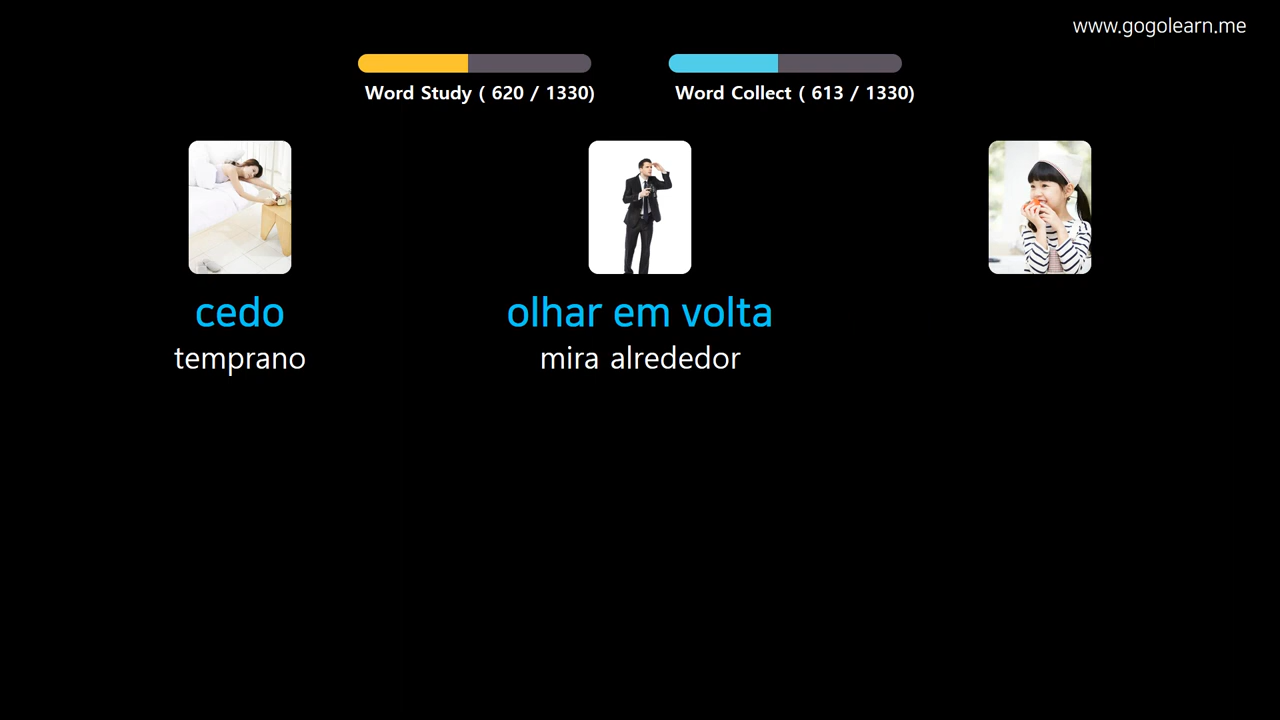 www.gogolearn.me
Word Study ( 620 / 1330)
Word Collect ( 613 / 1330)
cedo
olhar em volta
temprano
mira alrededor